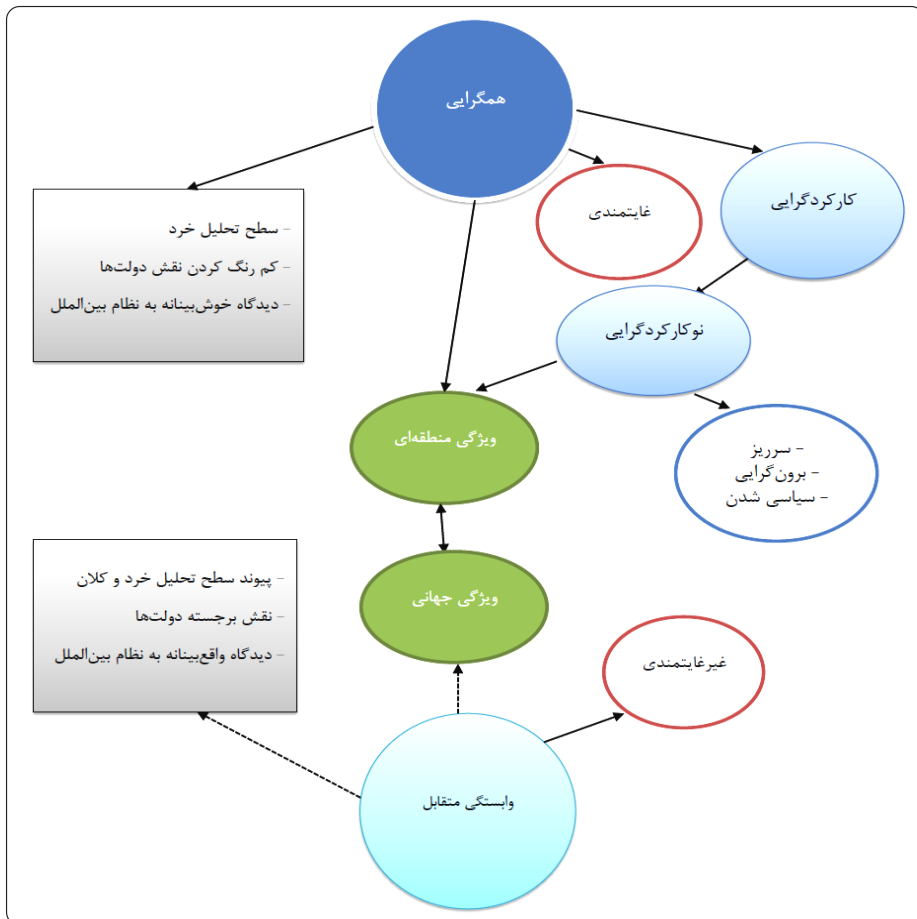 همگرایی
کارکردگرایی
غایتمندی
- سطح تحلیل خرد
- کم رنگ کردن نقش دولت‌ها
- دیدگاه خوش‌بینانه به نظام بین‌الملل
نوکارکردگرایی
ویژگی منطقه‌ای
- سرریز
- برون‌گرایی
- سیاسی شدن
- پیوند سطح تحلیل خرد و کلان
- نقش برجسته دولت‌ها
- دیدگاه واقع‌بینانه به نظام بین‌الملل
ویژگی جهانی
غیرغایتمندی
وابستگی متقابل